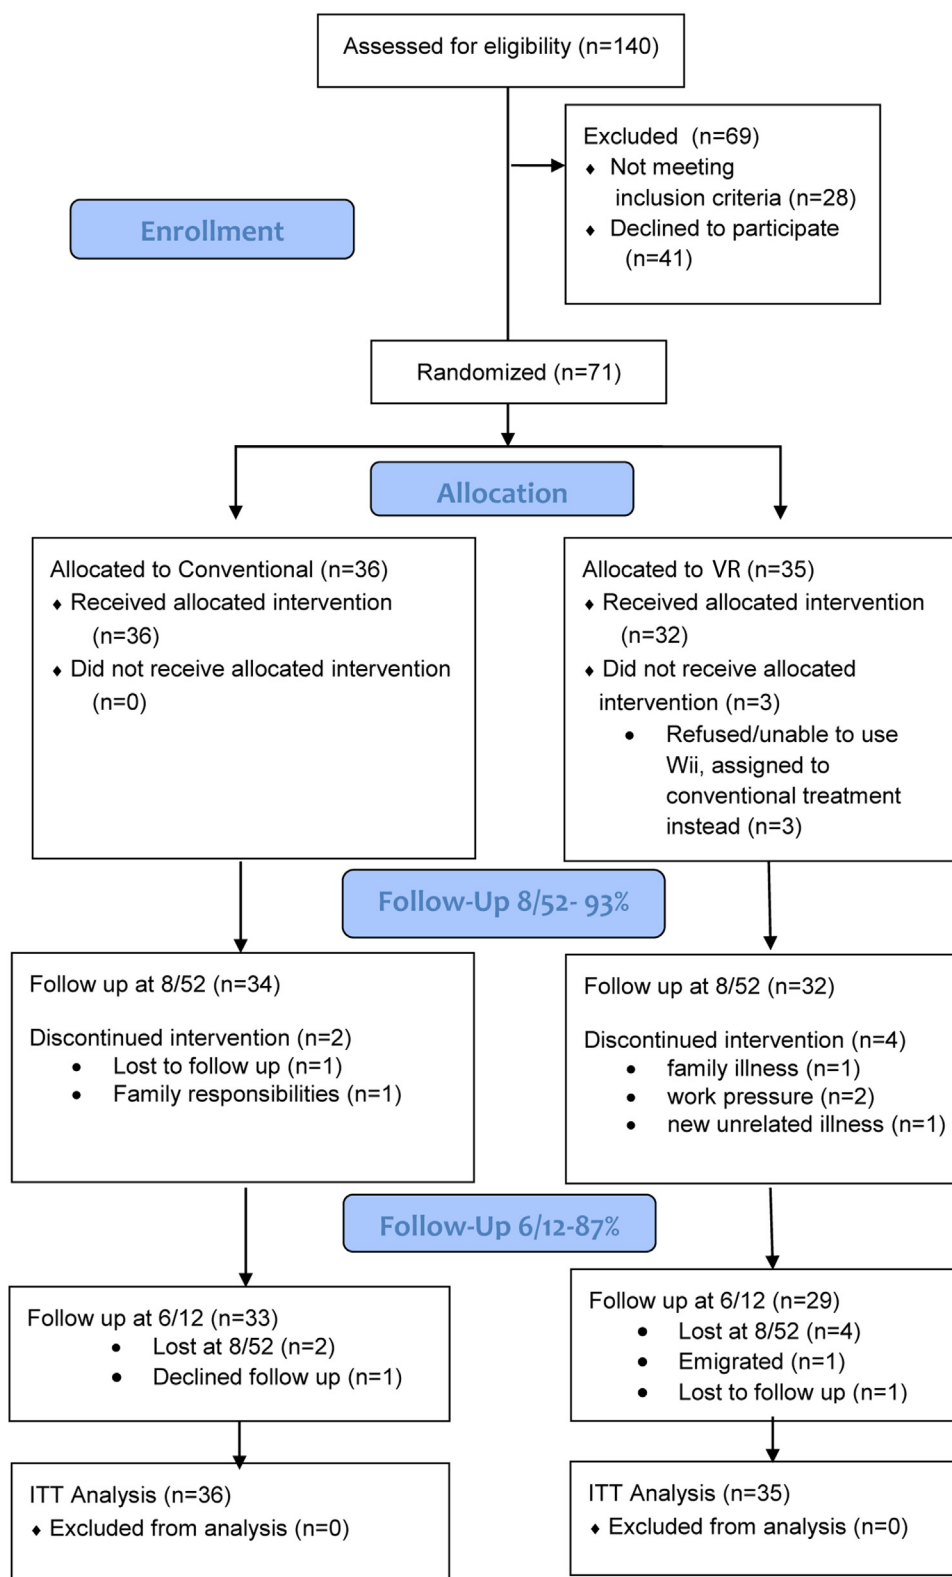 Assessed for eligibility (n=140)
Excluded (n=69)
♦ Not meeting
inclusion criteria (n=28)
♦ Declined to participate
(n=41)
Enrollment
Randomized (n=71)
Allocation
Allocated to Conventional (n=36)
♦ Received allocated intervention
(n=36)
♦ Did not receive allocated intervention
(n=0)
Allocated to VR (n=35)
♦ Received allocated intervention
(n=32)
♦ Did not receive allocated
intervention (n=3)
• Refused/unable to use
Wii, assigned to
conventional treatment
instead (n=3)
Follow-Up 8/52- 93%
Follow up at 8/52 (n=34)
Discontinued intervention (n=2)
• Lost to follow up (n=1)
• Family responsibilities (n=1)
Follow up at 8/52 (n=32)
Discontinued intervention (n=4)
• family illness (n=1)
• work pressure (n=2)
• new unrelated illness (n=1)
Follow-Up 6/12-87%
Follow up at 6/12 (n=33)
• Lost at 8/52 (n=2)
• Declined follow up (n=1)
Follow up at 6/12 (n=29)
• Lost at 8/52 (n=4)
• Emigrated (n=1)
• Lost to follow up (n=1)
ITT Analysis (n=36)
♦ Excluded from analysis (n=0)
ITT Analysis (n=35)
♦ Excluded from analysis (n=0)